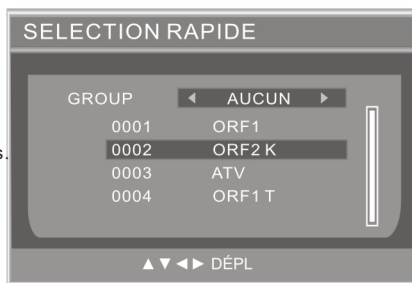 SELECTION RAPIDE
GROUP ◄ AUCUN ►
0001 ORF1
s.
0002 ORF2 K
0003 ATV
0004 ORF1 T
▲▼◄► DÉPL